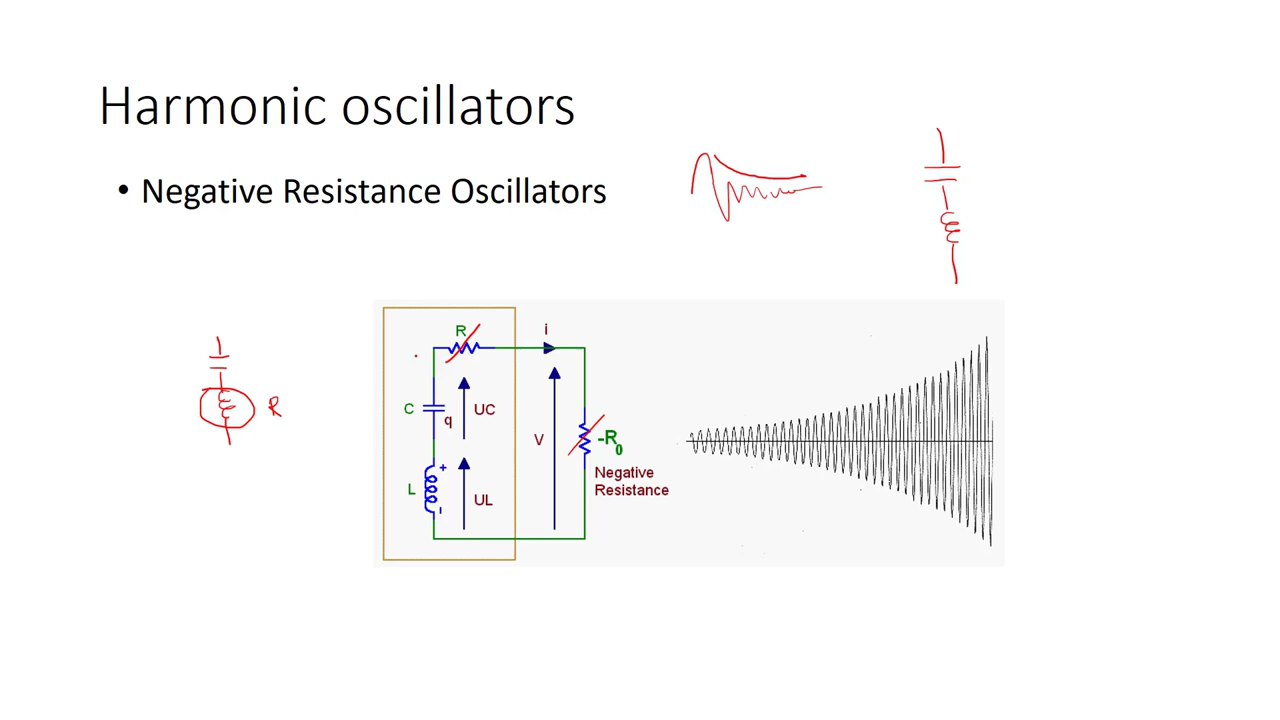 Harmonic oscillators
• Negative Resistance Oscillators
R
i
C
q
UC
V
-R0
R
L
+
UL
-
Negative
Resistance